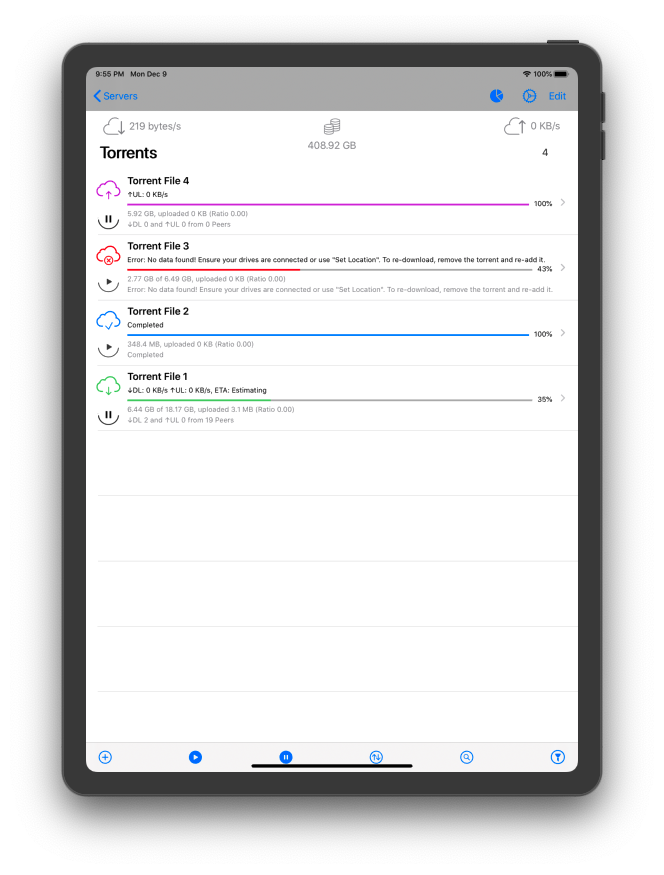 9:55 PM Mon Dec 9
100%
Servers
Edit
219 bytes/s
0 KB/s
408.92 GB
Torrents
4
Torrent File 4
↑UL: 0 KB/s
100%
5.92 GB, uploaded 0 KB (Ratio 0.00)
↓DL 0 and ↑UL 0 from 0 Peers
Torrent File 3
Error: No data found! Ensure your drives are connected or use "Set Location". To re-download, remove the torrent and re-add it.
43%
2.77 GB of 6.49 GB, uploaded 0 KB (Ratio 0.00)
Error: No data found! Ensure your drives are connected or use "Set Location". To re-download, remove the torrent and re-add it.
Torrent File 2
Completed
100%
348.4 MB, uploaded 0 KB (Ratio 0.00)
Completed
Torrent File 1
↓DL: 0 KB/s ↑UL: 0 KB/s, ETA: Estimating
35%
6.44 GB of 18.17 GB, uploaded 3.1 MB (Ratio 0.00)
↓DL 2 and ↑UL 0 from 19 Peers